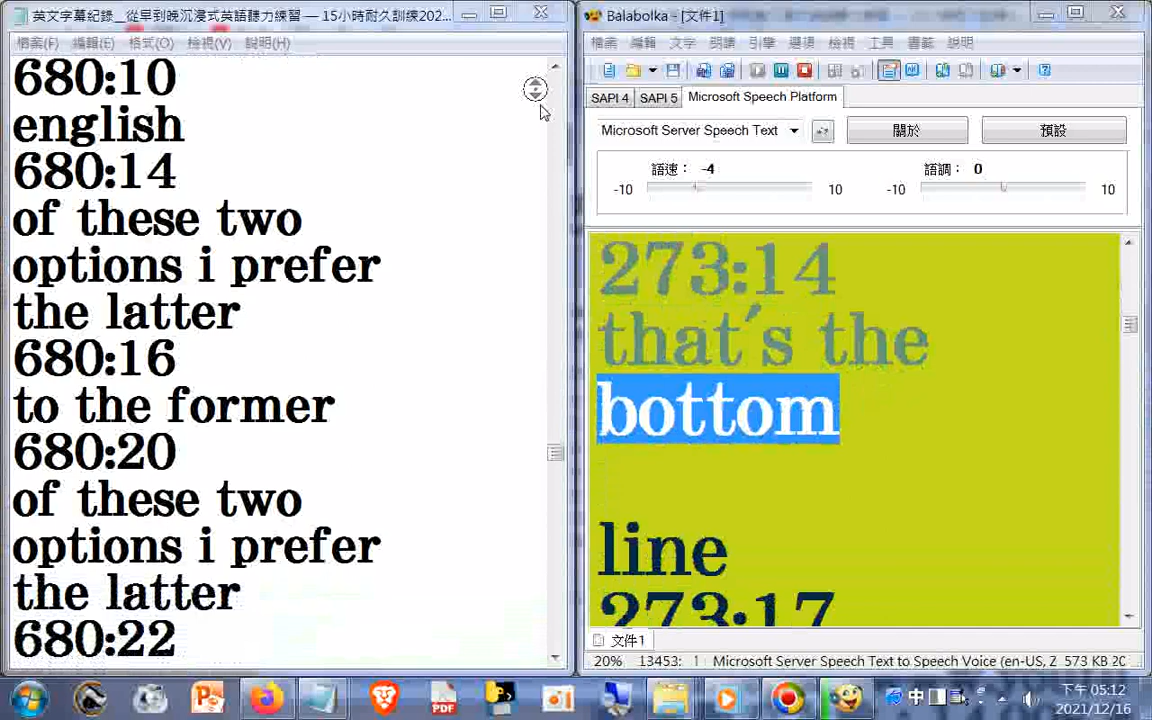 英文字幕紀錄__從早到晚沉浸式英語聽力練習 — 15小時耐久訓練202...
檔案(F) 編輯(E) 格式(O) 檢視(V) 說明(H)
680:10
english
680:14
of these two
options i prefer
the latter
680:16
to the former
680:20
of these two
options i prefer
the latter
680:22
Balabolka - [文件1]
檔案 編輯 文字 朗讀 引擎 選項 檢視 工具 書籤 說明
SAPI 4 SAPI 5 Microsoft Speech Platform
Microsoft Server Speech Text 關於 預設
語速： -4 語調： 0
-10 10 -10 10
273:14
that's the
bottom
line
273:17
文件1
20% 13453: 1 Microsoft Server Speech Text to Speech Voice (en-US, Z 573 KB 20
PDF
中
下午 05:12
2021/12/16